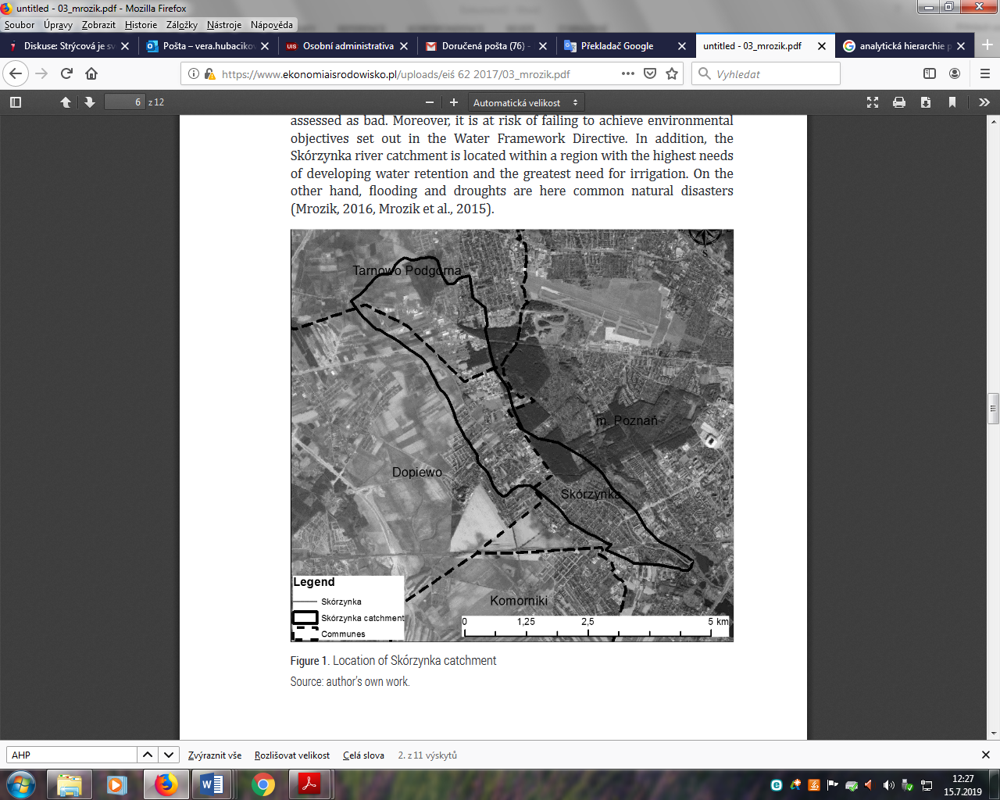 untitled - 03_mrozik.pdf - Mozilla Firefox
Soubor Úpravy Zobrazit Historie Záložky Nástroje Nápověda
Diskuse: Strýcová je sv
Pošta – vera.hubacikov
Osobní administrativa
Doručená pošta (76) -
Překladač Google
untitled - 03_mrozik.pdf
analytická hierarchie p
https://www.ekonomiaisrodowisko.pl/uploads/eiś 62 2017/03_mrozik.pdf
Vyhledat
6 z 12
Automatická velikost
assessed as bad. Moreover, it is at risk of failing to achieve environmental
objectives set out in the Water Framework Directive. In addition, the
Skórzynka river catchment is located within a region with the highest needs
of developing water retention and the greatest need for irrigation. On the
other hand, flooding and droughts are here common natural disasters
(Mrozik, 2016, Mrozik et al., 2015).
S
Tarnowo Podgórna
m. Poznań
Dopiewo
Skórzynka
Komorniki
Legend
Skórzynka
Skórzynka catchment
Communes
0 1,25 2,5 5 km
Figure 1. Location of Skórzynka catchment
Source: author's own work.
AHP
Zvýraznit vše Rozlišovat velikost Celá slova 2. z 11 výskytů
12:27
15.7.2019